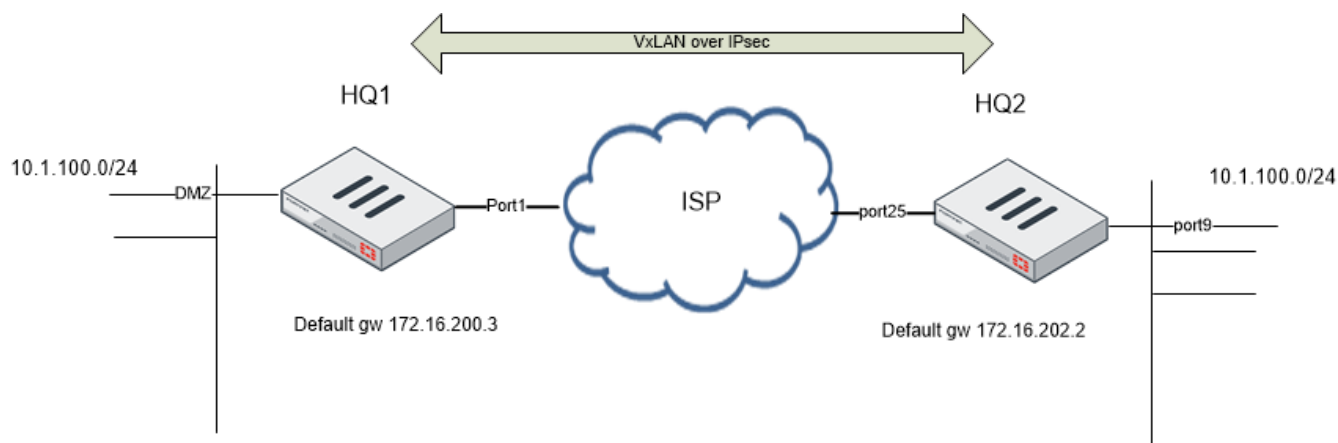 VxLAN over IPsec
HQ1
HQ2
10.1.100.0/24
10.1.100.0/24
DMZ
Port1
ISP
port25
port9
Default gw 172.16.200.3
Default gw 172.16.202.2